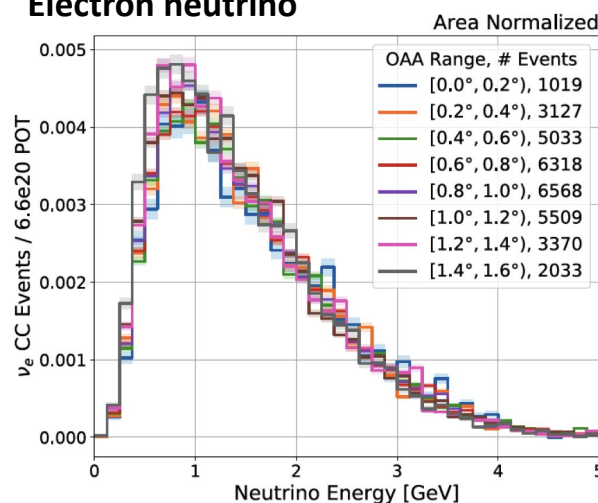 Electron neutrino
Area Normalized
ν_e CC Events / 6.6e20 POT
0.005
0.004
0.003
0.002
0.001
0.000
OAA Range, # Events
[0.0°, 0.2°), 1019
[0.2°, 0.4°), 3127
[0.4°, 0.6°), 5033
[0.6°, 0.8°), 6318
[0.8°, 1.0°), 6568
[1.0°, 1.2°), 5509
[1.2°, 1.4°), 3370
[1.4°, 1.6°), 2033
0 1 2 3 4 5
Neutrino Energy [GeV]